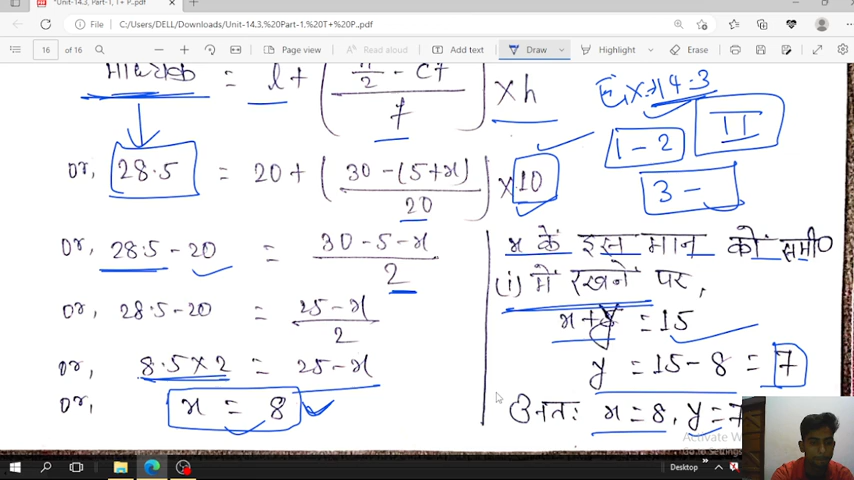 *Unit-14.3, Part-1, T+ P..pdf
File | C:/Users/DELL/Downloads/Unit-14.3,%20Part-1.%20T+%20P..pdf
16 of 16
Page view | Read aloud | Add text | Draw | Highlight | Erase
माध्यक = l + (n/2 - cf / f) × h
Ex→14.3
1-2 II
3 -
or, 28.5 = 20 + (30 - (5+x) / 20) × 10
or, 28.5 - 20 = 30 - 5 - x / 2
or, 28.5 - 20 = 25 - x / 2
or, 8.5 × 2 = 25 - x
or, x = 8
x के इस मान को समी०
(i) में रखने पर,
x + y = 15
y = 15 - 8 = 7
अतः x = 8, y = 7
Activate W
Desktop